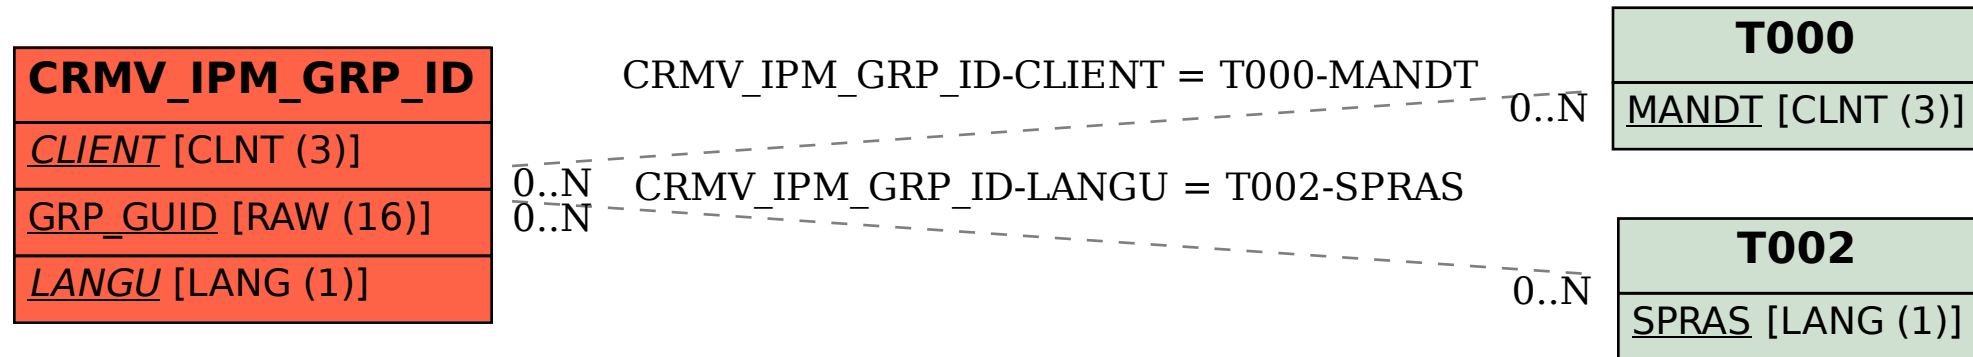 CRMV_IPM_GRP_ID
CLIENT [CLNT (3)]
GRP_GUID [RAW (16)]
LANGU [LANG (1)]
CRMV_IPM_GRP_ID-CLIENT = T000-MANDT
0..N
0..N
CRMV_IPM_GRP_ID-LANGU = T002-SPRAS
0..N
0..N
T000
MANDT [CLNT (3)]
T002
SPRAS [LANG (1)]